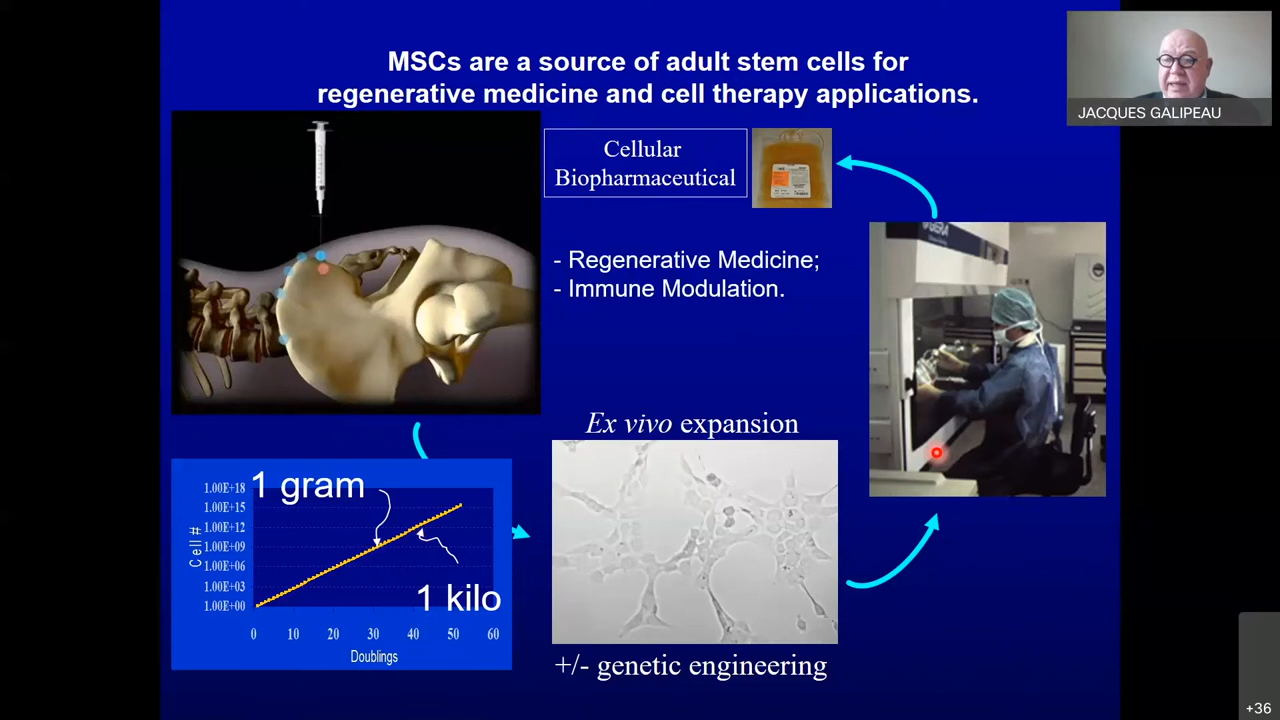 MSCs are a source of adult stem cells for
regenerative medicine and cell therapy applications.
JACQUES GALIPEAU
Cellular
Biopharmaceutical
- Regenerative Medicine;
- Immune Modulation.
Ex vivo expansion
+/- genetic engineering
1 gram
1 kilo
Cell #
1.00E+18
1.00E+15
1.00E+12
1.00E+09
1.00E+06
1.00E+03
1.00E+00
0 10 20 30 40 50 60
Doublings
+36